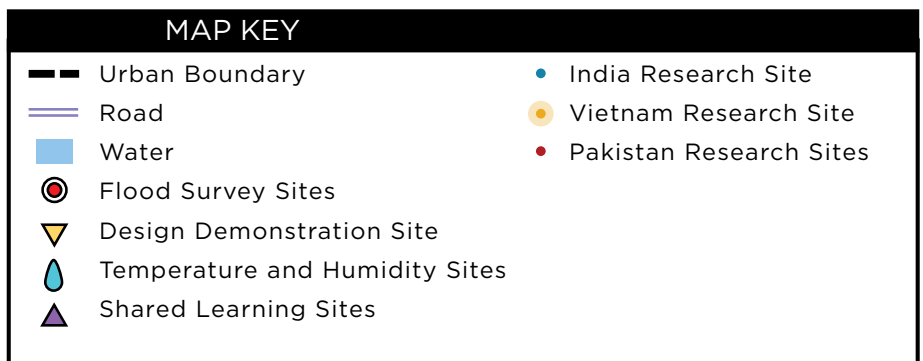 MAP KEY
Urban Boundary
Road
Water
Flood Survey Sites
Design Demonstration Site
Temperature and Humidity Sites
Shared Learning Sites
India Research Site
Vietnam Research Site
Pakistan Research Sites